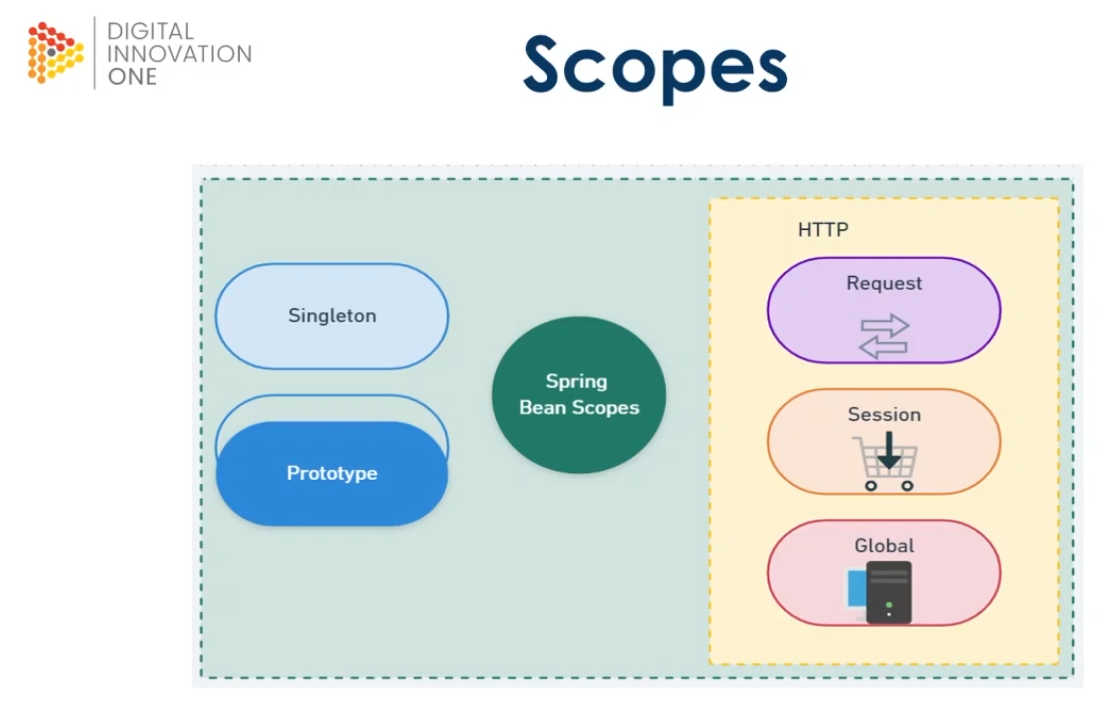 DIGITAL
INNOVATION
ONE
Scopes
Singleton
Prototype
Spring
Bean Scopes
HTTP
Request
Session
Global